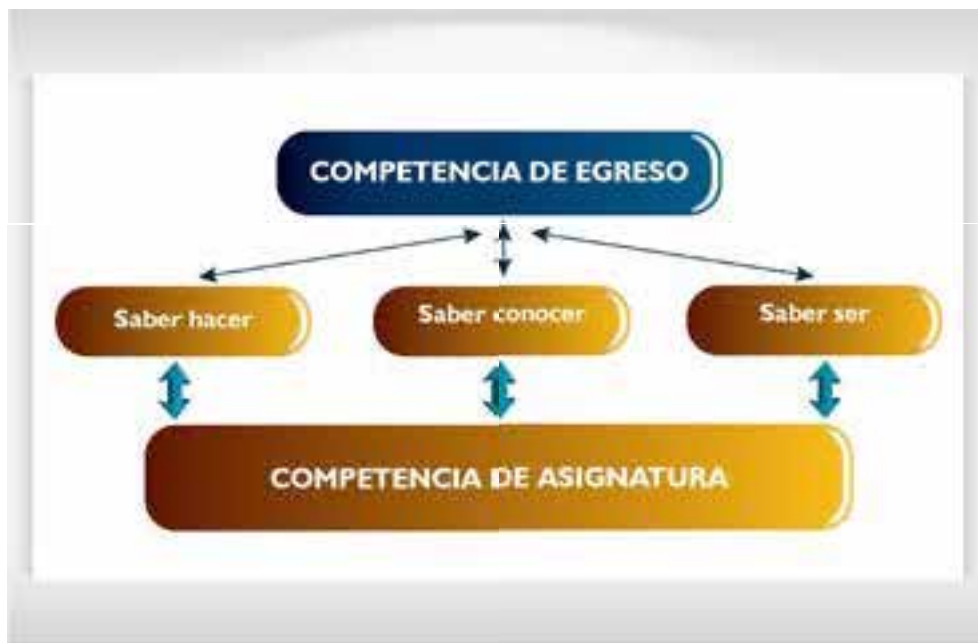 COMPETENCIA DE EGRESO
Saber hacer
Saber conocer
Saber ser
COMPETENCIA DE ASIGNATURA